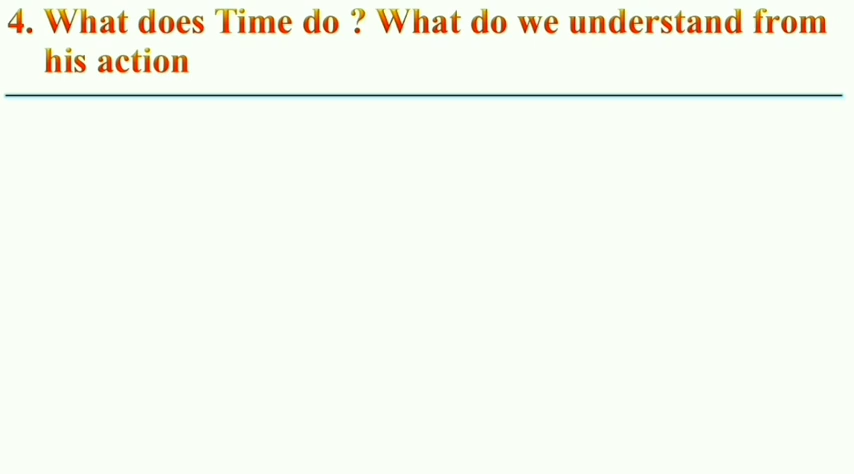 4. What does Time do ? What do we understand from
his action